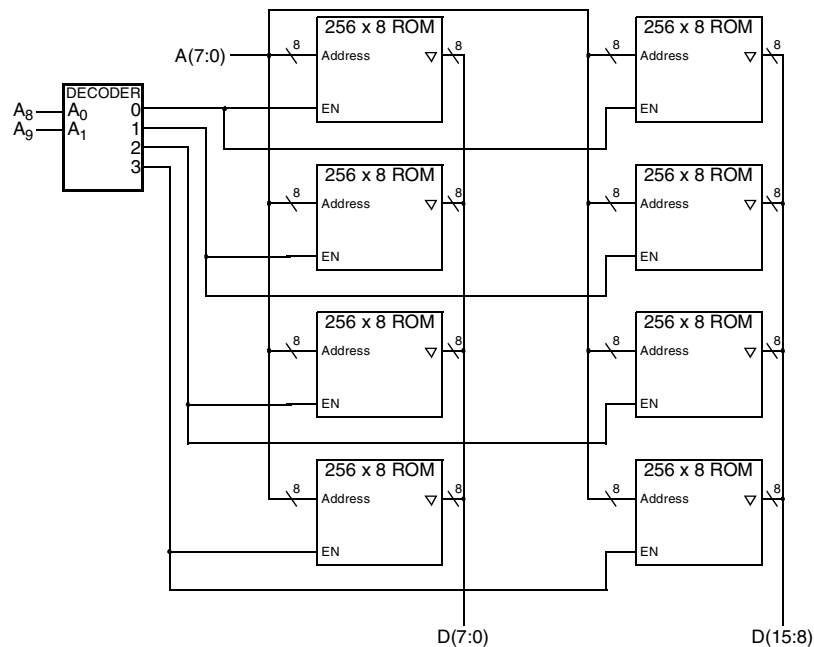 256 x 8 ROM
256 x 8 ROM
A(7:0)
8
Address
8
8
Address
8
DECODER
A8
A0
0
EN
EN
A9
A1
1
2
3
256 x 8 ROM
256 x 8 ROM
8
Address
8
8
Address
8
EN
EN
256 x 8 ROM
256 x 8 ROM
8
Address
8
8
Address
8
EN
EN
256 x 8 ROM
256 x 8 ROM
8
Address
8
8
Address
8
EN
EN
D(7:0)
D(15:8)